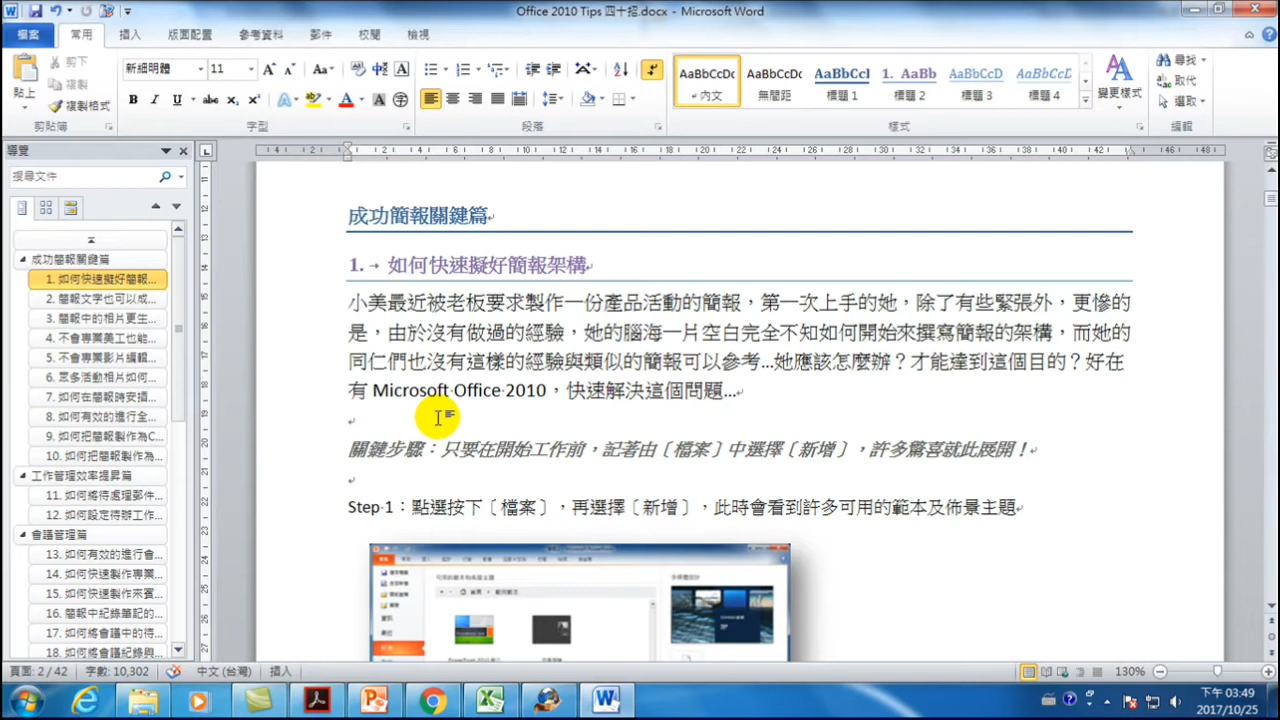 Office 2010 Tips 四十招.docx - Microsoft Word
檔案 常用 插入 版面配置 參考資料 郵件 校閱 檢視
貼上 剪下 複製 複製格式
新細明體 11
AaBbCcDc AaBbCcDc AaBbCcI 1. AaBb AaBbCcD AaBbCcD
內文 無間距 標題 1 標題 2 標題 3 標題 4
變更樣式
尋找 取代 選取
剪貼簿 字型 段落 樣式 編輯
導覽
搜尋文件
成功簡報關鍵篇
1. 如何快速擬好簡報...
2. 簡報文字也可以成...
3. 簡報中的相片更生...
4. 不會專業美工也能...
5. 不會專業影片編輯...
6. 眾多活動相片如何...
7. 如何在簡報時安插...
8. 如何有效的進行全...
9. 如何把簡報製作為C...
10. 如何把簡報製作為...
工作管理效率提昇篇
11. 如何將待處理郵件...
12. 如何設定待辦工作...
會議管理篇
13. 如何有效的進行會...
14. 如何快速製作專業...
15. 如何快速製作來賓...
16. 簡報中紀錄筆記的...
17. 如何將會議中的待...
18. 如何將會議紀錄與...
成功簡報關鍵篇
1. 如何快速擬好簡報架構
小美最近被老板要求製作一份產品活動的簡報，第一次上手的她，除了有些緊張外，更慘的
是，由於沒有做過的經驗，她的腦海一片空白完全不知如何開始來撰寫簡報的架構，而她的
同仁們也沒有這樣的經驗與類似的簡報可以參考…她應該怎麼辦？才能達到這個目的？好在
有 Microsoft Office 2010，快速解決這個問題…
關鍵步驟：只要在開始工作前，記著由〔檔案〕中選擇〔新增〕，許多驚喜就此展開！
Step 1：點選按下〔檔案〕，再選擇〔新增〕，此時會看到許多可用的範本及佈景主題
頁面: 2 / 42 字數: 10,302 中文 (台灣) 插入 130%
下午 03:49
2017/10/25